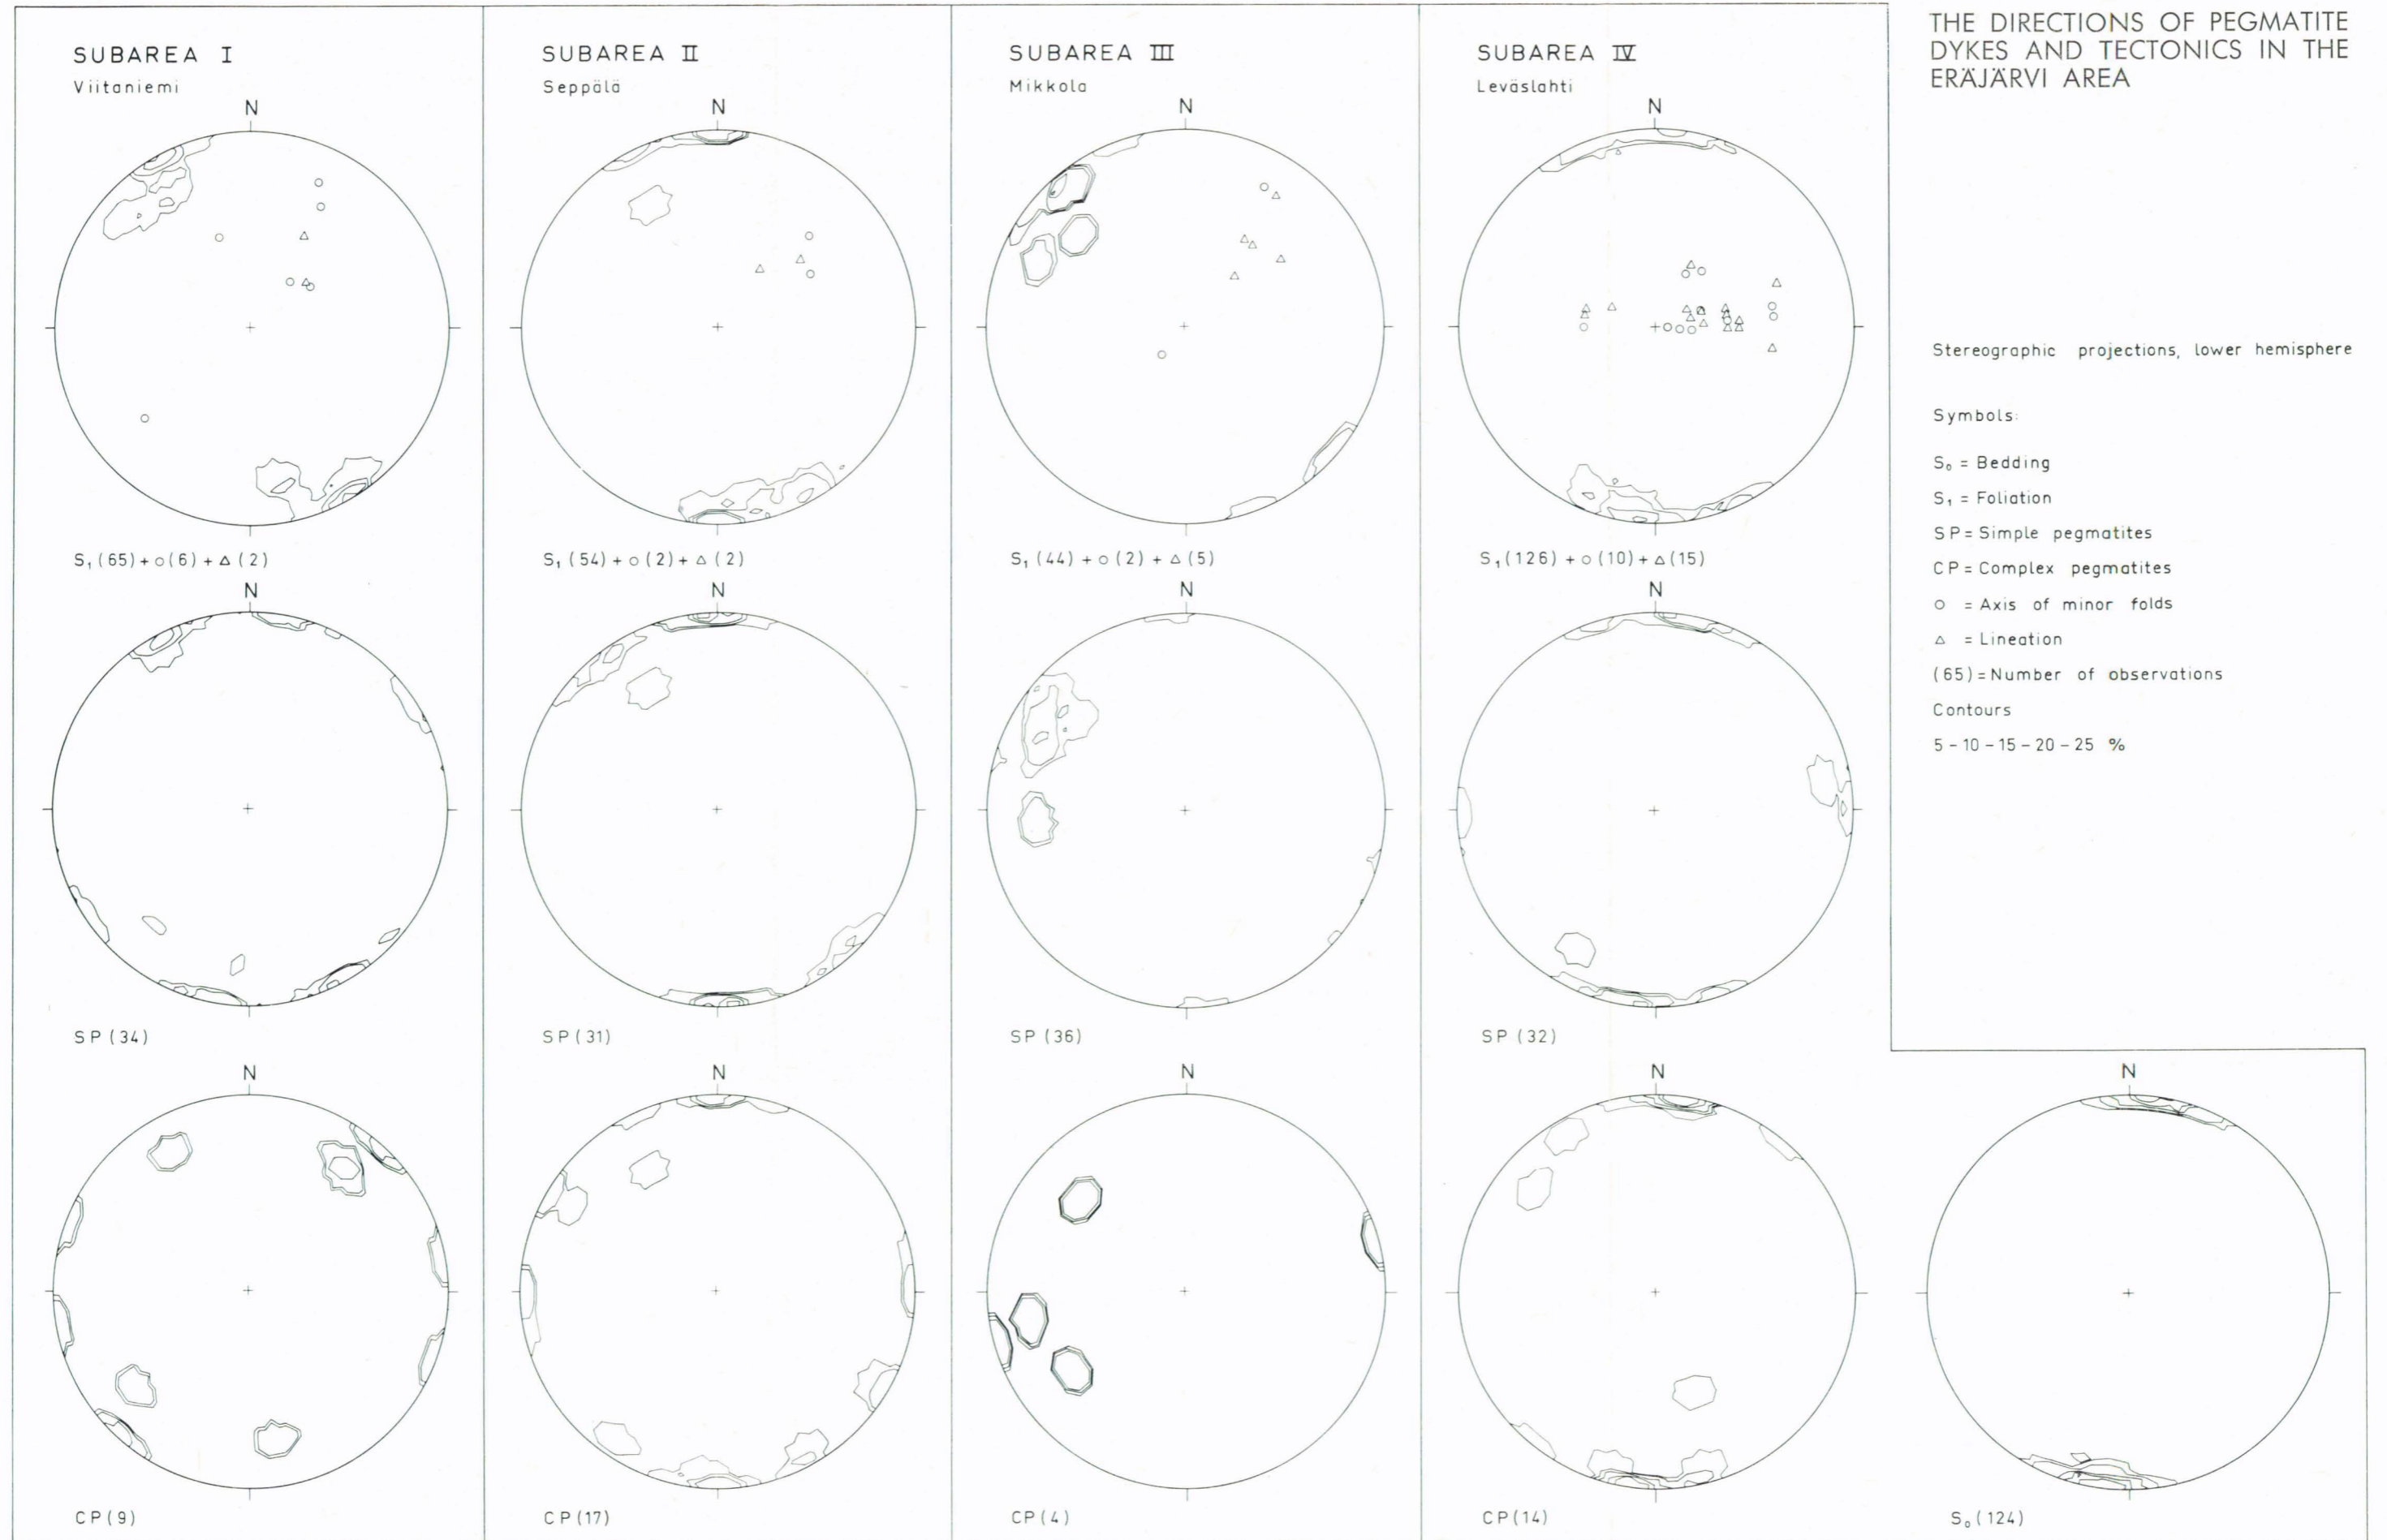 SUBAREA I
Viitaniemi
N
S₁ (65) + ○ (6) + △ (2)
N
SP (34)
N
CP (9)
SUBAREA II
Seppälä
N
S₁ (54) + ○ (2) + △ (2)
N
SP (31)
N
CP (17)
SUBAREA III
Mikkola
N
S₁ (44) + ○ (2) + △ (5)
N
SP (36)
N
CP (4)
SUBAREA IV
Leväslahti
N
S₁ (126) + ○ (10) + △ (15)
N
SP (32)
N
CP (14)
N
S₀ (124)
THE DIRECTIONS OF PEGMATITE
DYKES AND TECTONICS IN THE
ERÄJÄRVI AREA
Stereographic projections, lower hemisphere
Symbols:
S₀ = Bedding
S₁ = Foliation
SP = Simple pegmatites
CP = Complex pegmatites
○ = Axis of minor folds
△ = Lineation
(65) = Number of observations
Contours
5 – 10 – 15 – 20 – 25 %